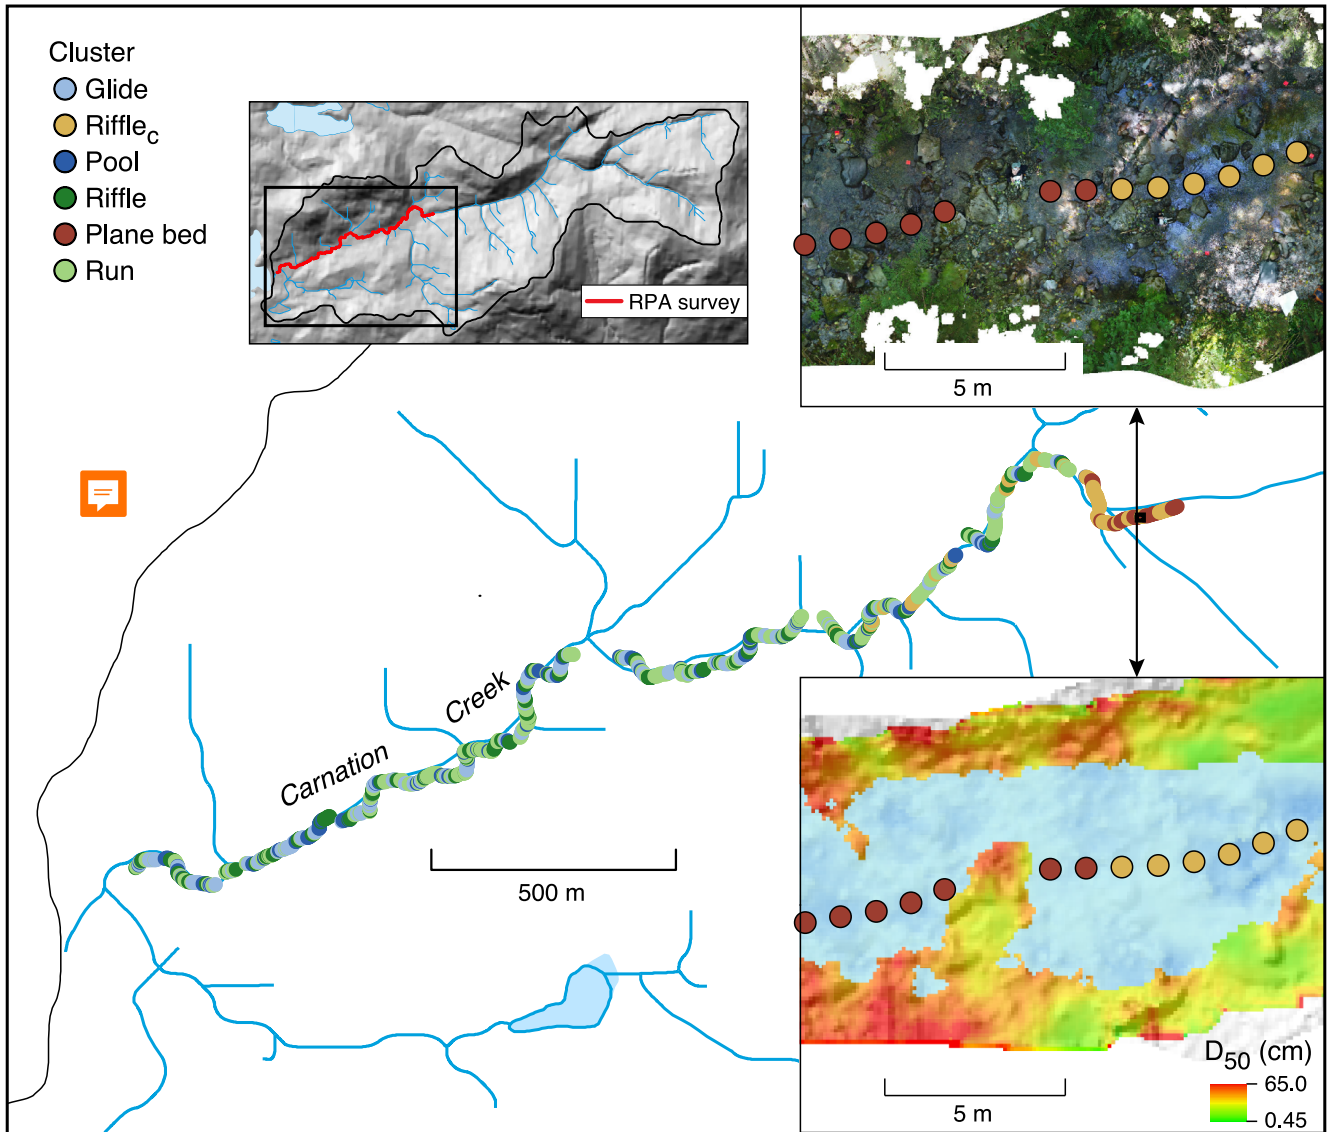 Cluster
Glide
Riffle_c
Pool
Riffle
Plane bed
Run
RPA survey
5 m
Creek
Carnation
500 m
D_50 (cm)
65.0
0.45
5 m